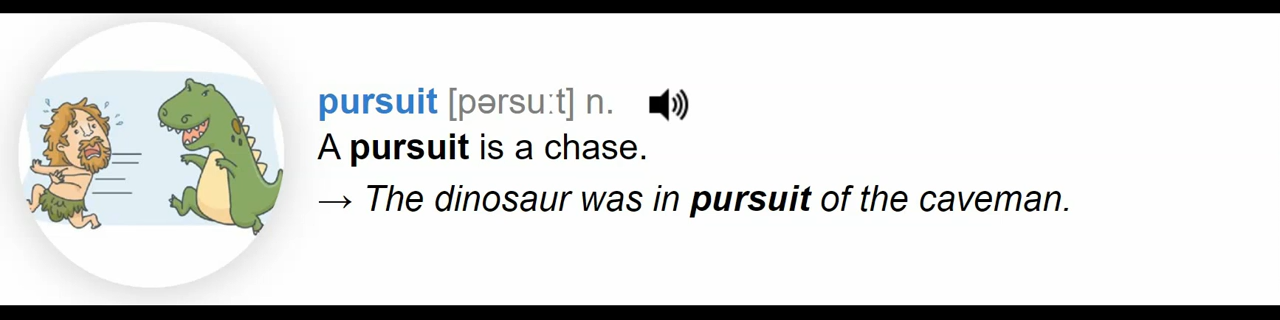 pursuit [pərsuːt] n.
A pursuit is a chase.
→ The dinosaur was in pursuit of the caveman.